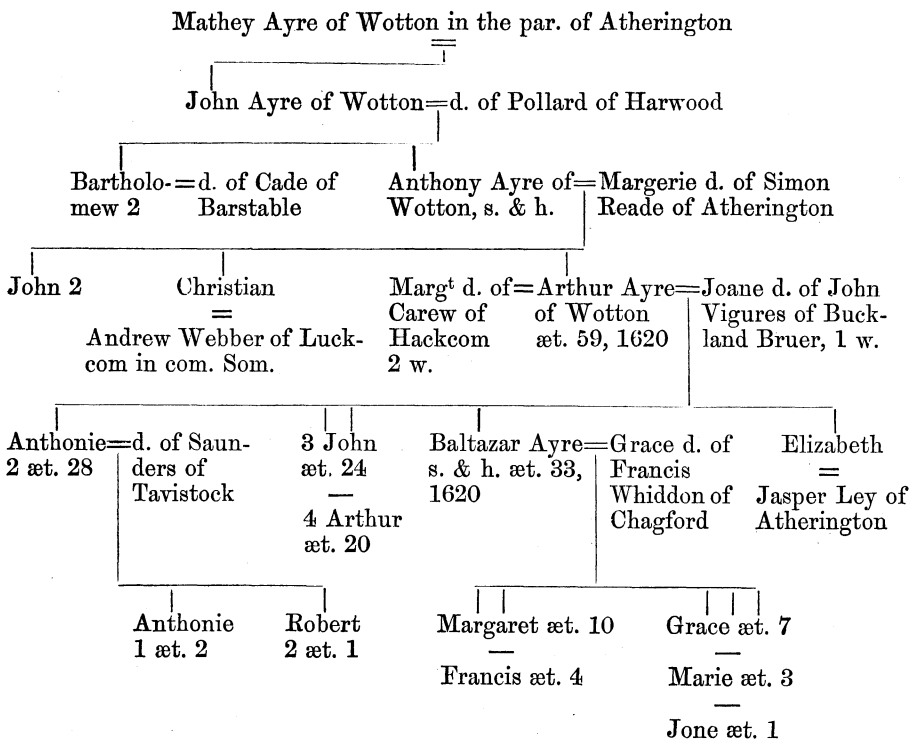 Mathey Ayre of Wotton in the par. of Atherington
John Ayre of Wotton=d. of Pollard of Harwood
Bartholo-=d. of Cade of
mew 2 Barstable
Anthony Ayre of=Margerie d. of Simon
Wotton, s. & h. Reade of Atherington
John 2
Christian
=
Andrew Webber of Luck-
com in com. Som.
Margᵗ d. of=Arthur Ayre=Joane d. of John
Carew of of Wotton Vigures of Buck-
Hackcom æt. 59, 1620 land Bruer, 1 w.
2 w.
Anthonie=d. of Saun-
2 æt. 28 ders of
Tavistock
3 John
æt. 24
—
4 Arthur
æt. 20
Baltazar Ayre=Grace d. of
s. & h. æt. 33, Francis
1620 Whiddon of
Chagford
Elizabeth
=
Jasper Ley of
Atherington
Anthonie
1 æt. 2
Robert
2 æt. 1
Margaret æt. 10
—
Francis æt. 4
Grace æt. 7
—
Marie æt. 3
—
Jone æt. 1